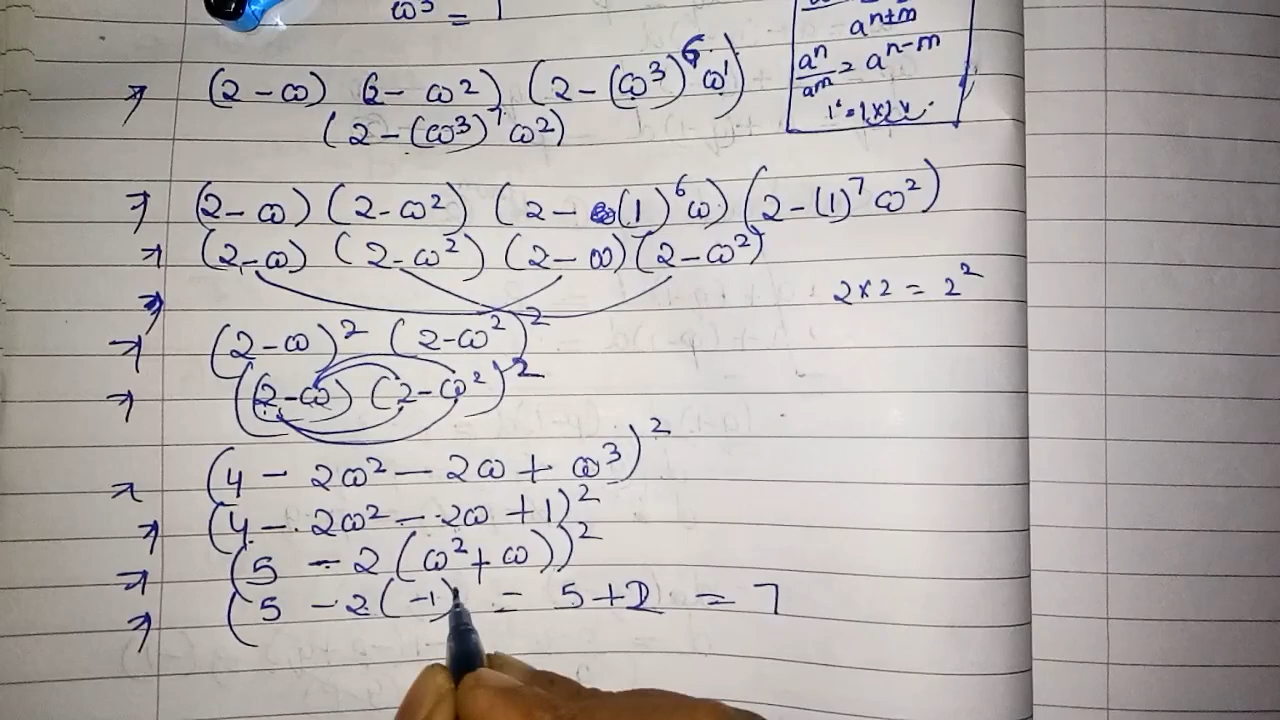 ω³ = 1
a^{n+m}
a^n/a^m = a^{n-m}
⇒ (2 - ω) (2 - ω²) (2 - (ω³)⁶ ω¹)
(2 - (ω³)⁷ ω²)
⇒ (2 - ω) (2 - ω²) (2 - (1)⁶ ω) (2 - (1)⁷ ω²)
⇒ (2 - ω) (2 - ω²) (2 - ω) (2 - ω²)
⇒
2 × 2 = 2²
⇒ (2 - ω)² (2 - ω²)²
⇒ ((2 - ω) (2 - ω²))²
⇒ (4 - 2ω² - 2ω + ω³)²
⇒ (4 - 2ω² - 2ω + 1)²
⇒ (5 - 2(ω² + ω))²
⇒ (5 - 2(-1) = 5 + 2 = 7